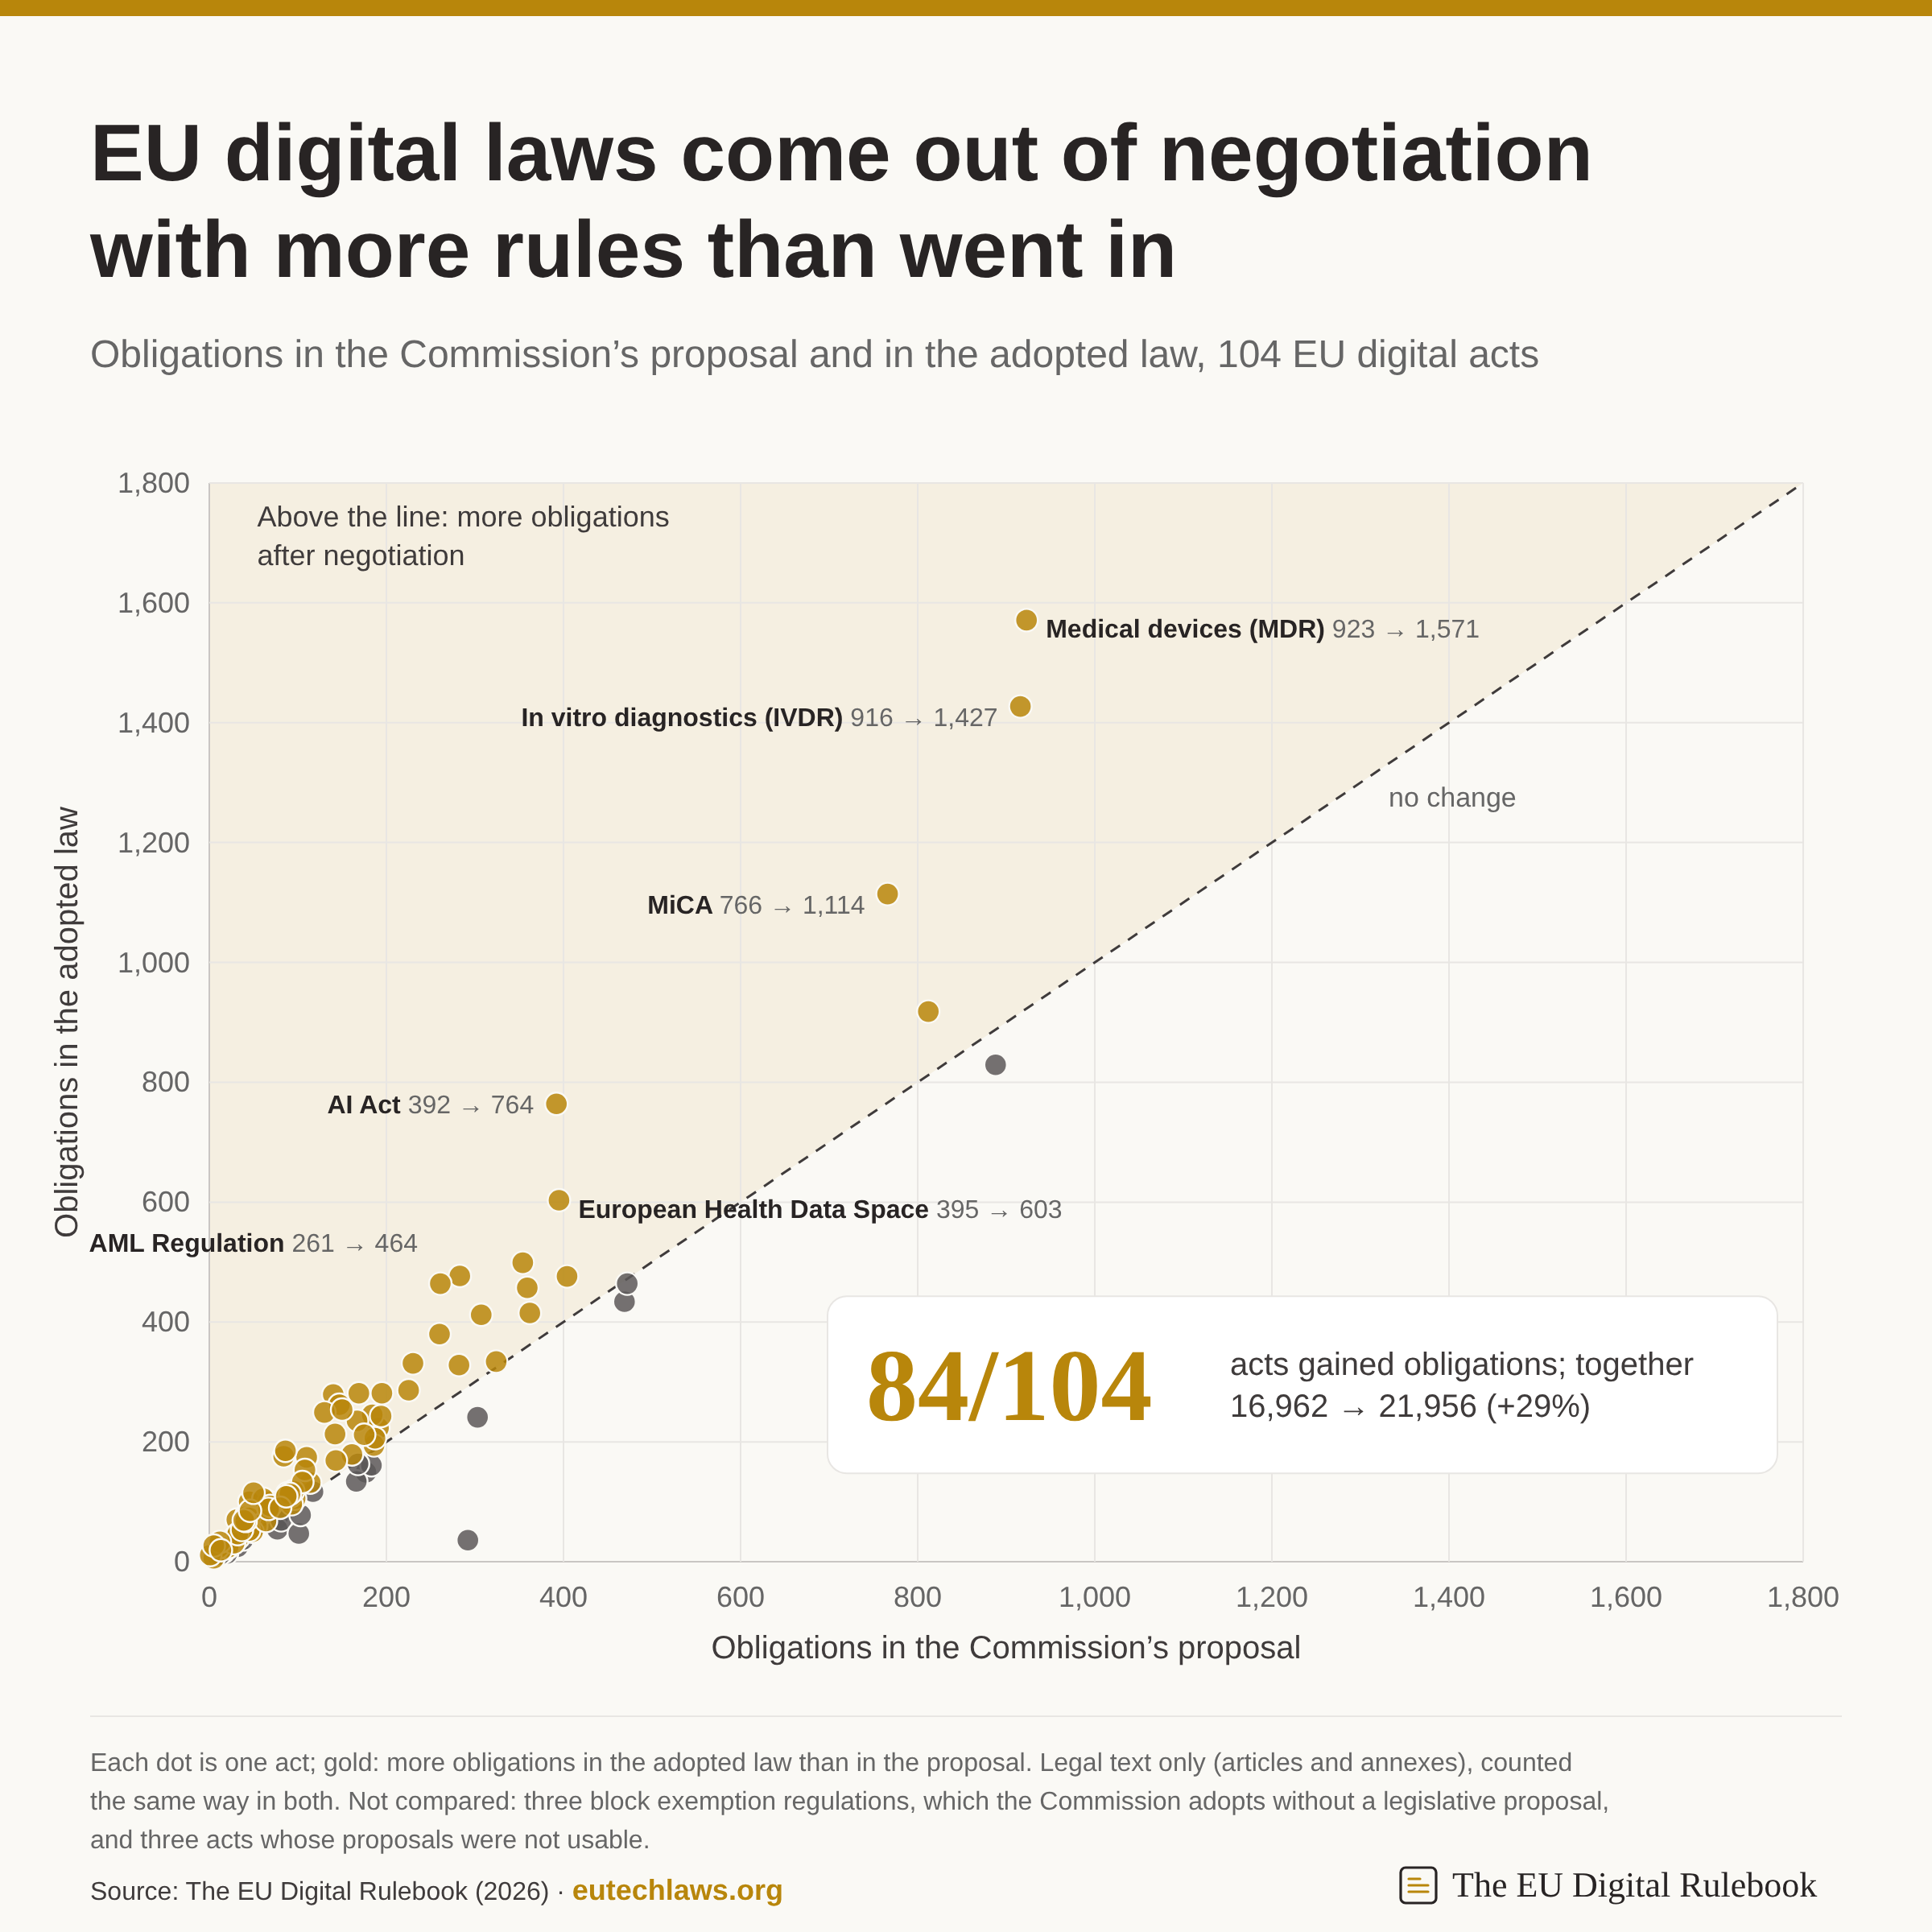 EU digital laws come out of negotiation
with more rules than went in
Obligations in the Commission’s proposal and in the adopted law, 104 EU digital acts
Obligations in the adopted law
1,800
1,600
1,400
1,200
1,000
800
600
400
200
0
Above the line: more obligations
after negotiation
Medical devices (MDR) 923 → 1,571
In vitro diagnostics (IVDR) 916 → 1,427
no change
MiCA 766 → 1,114
AI Act 392 → 764
European Health Data Space 395 → 603
AML Regulation 261 → 464
84/104
acts gained obligations; together
16,962 → 21,956 (+29%)
0 200 400 600 800 1,000 1,200 1,400 1,600 1,800
Obligations in the Commission’s proposal
Each dot is one act; gold: more obligations in the adopted law than in the proposal. Legal text only (articles and annexes), counted
the same way in both. Not compared: three block exemption regulations, which the Commission adopts without a legislative proposal,
and three acts whose proposals were not usable.
Source: The EU Digital Rulebook (2026) · eutechlaws.org
The EU Digital Rulebook